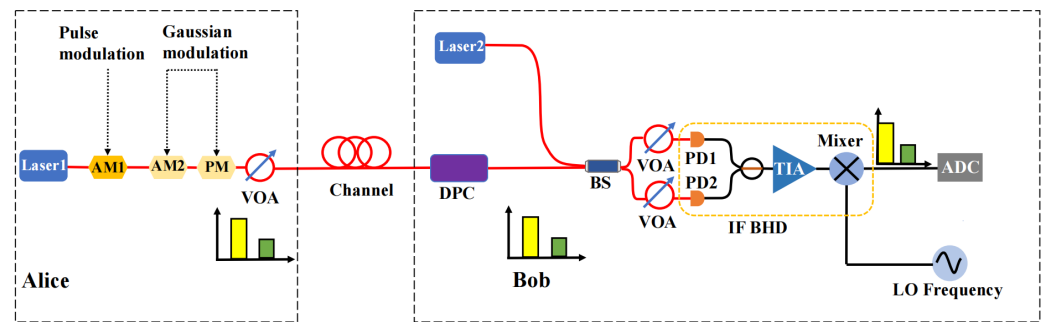 Pulse
modulation
Gaussian
modulation
Laser1
AM1
AM2
PM
VOA
Alice
Channel
Laser2
DPC
BS
VOA
VOA
PD1
PD2
TIA
Mixer
IF BHD
ADC
LO Frequency
Bob